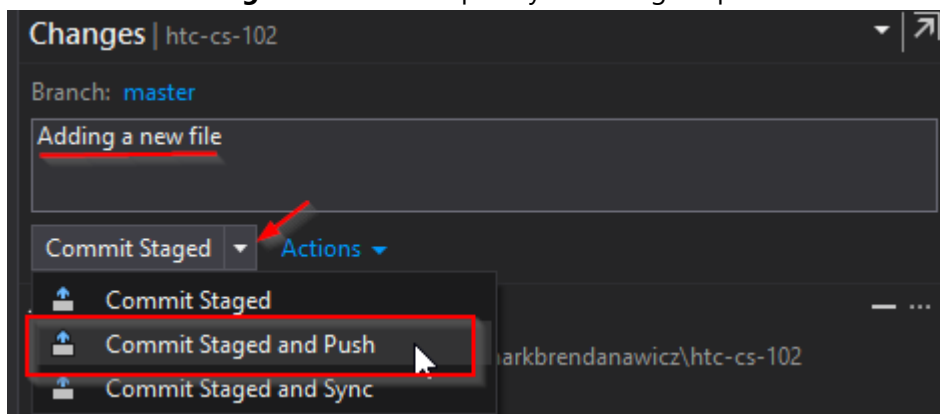 Changes | htc-cs-102
Branch: master
Adding a new file
Commit Staged
Actions
Commit Staged
Commit Staged and Push
arkbrendanawicz\htc-cs-102
Commit Staged and Sync